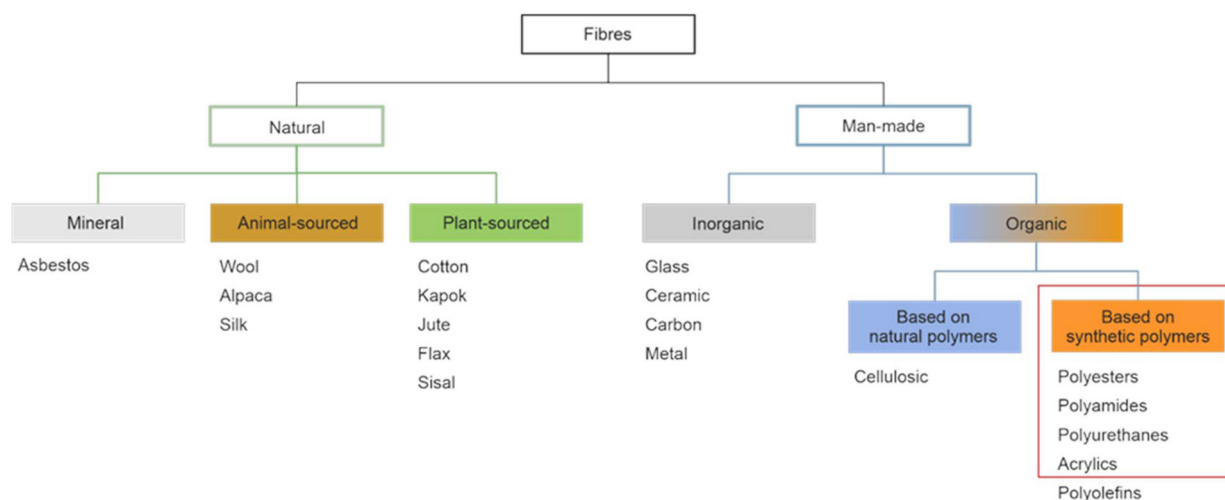 Fibres
Natural
Man-made
Mineral
Animal-sourced
Plant-sourced
Inorganic
Organic
Asbestos
Wool
Alpaca
Silk
Cotton
Kapok
Jute
Flax
Sisal
Glass
Ceramic
Carbon
Metal
Based on
natural polymers
Cellulosic
Based on
synthetic polymers
Polyesters
Polyamides
Polyurethanes
Acrylics
Polyolefins